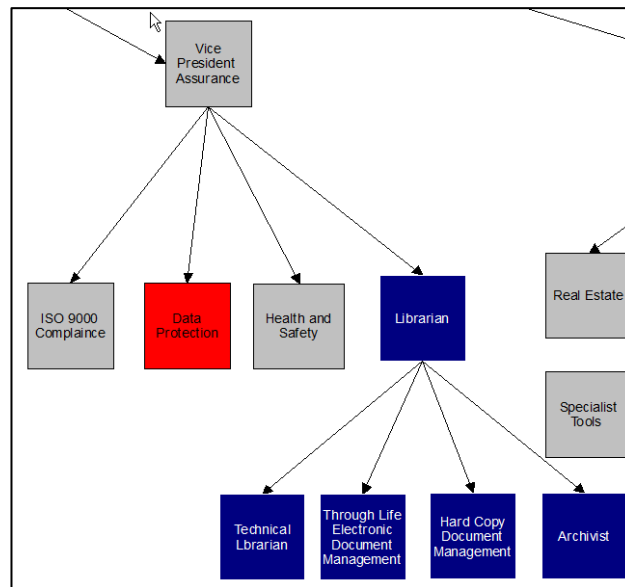 Vice
President
Assurance
ISO 9000
Complaince
Data
Protection
Health and
Safety
Librarian
Real Estate
Specialist
Tools
Technical
Lbrarian
Through Life
Electronic
Document
Management
Hard Copy
Document
Management
Archivist